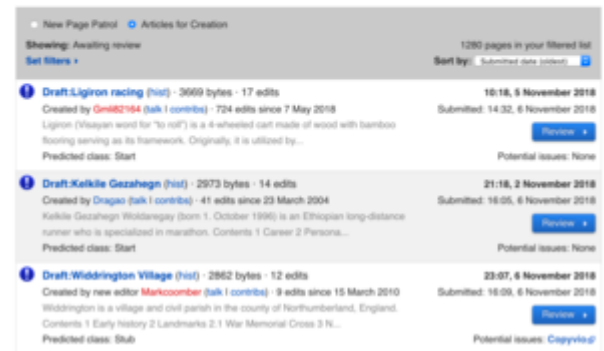 New Page Patrol Articles for Creation
Showing: Awaiting review 1280 pages in your filtered list
Set filters Sort by: Submitted date (oldest)
Draft:Ligiron racing (hist) · 3669 bytes · 17 edits 10:18, 5 November 2018
Created by Gml82164 (talk | contribs) · 724 edits since 7 May 2018 Submitted: 14:32, 6 November 2018
Ligiron (Visayan word for "to roll") is a 4-wheeled cart made of wood with bamboo Review
flooring serving as its framework. Originally, it is utilized by...
Predicted class: Start Potential issues: None
Draft:Kelkile Gezahegn (hist) · 2973 bytes · 14 edits 21:18, 2 November 2018
Created by Dragao (talk | contribs) · 41 edits since 23 March 2004 Submitted: 16:05, 6 November 2018
Kelkile Gezahegn Woldaregay (born 1. October 1996) is an Ethiopian long-distance Review
runner who is specialized in marathon. Contents 1 Career 2 Persona...
Predicted class: Start Potential issues: None
Draft:Widdrington Village (hist) · 2862 bytes · 12 edits 23:07, 6 November 2018
Created by new editor Markcoomber (talk | contribs) · 9 edits since 15 March 2010 Submitted: 16:09, 6 November 2018
Widdrington is a village and civil parish in the county of Northumberland, England. Review
Contents 1 Early history 2 Landmarks 2.1 War Memorial Cross 3 N...
Predicted class: Stub Potential issues: Copyvio